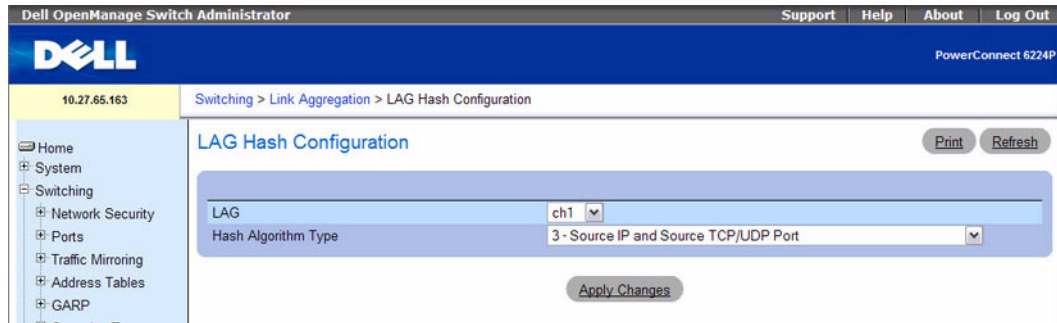 Dell OpenManage Switch Administrator
Support Help About Log Out
DELL
PowerConnect 6224P
10.27.65.163
Switching > Link Aggregation > LAG Hash Configuration
Home
System
Switching
Network Security
Ports
Traffic Mirroring
Address Tables
GARP
LAG Hash Configuration
Print Refresh
LAG ch1
Hash Algorithm Type 3 - Source IP and Source TCP/UDP Port
Apply Changes